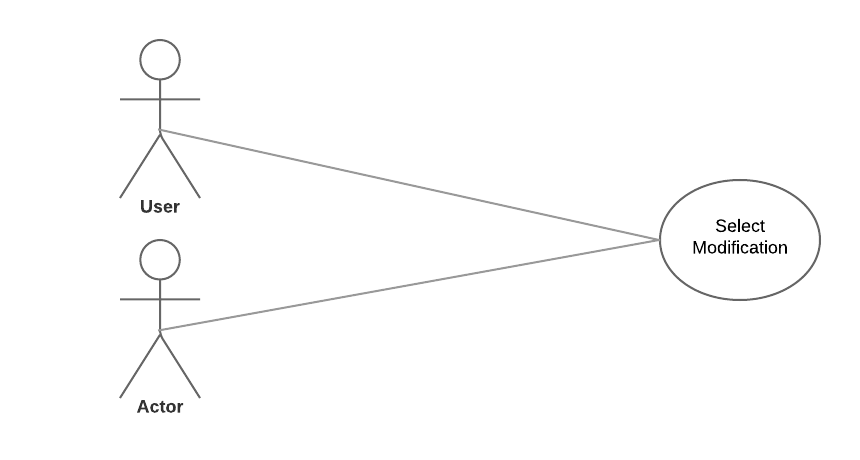 User
Select
Modification
Actor